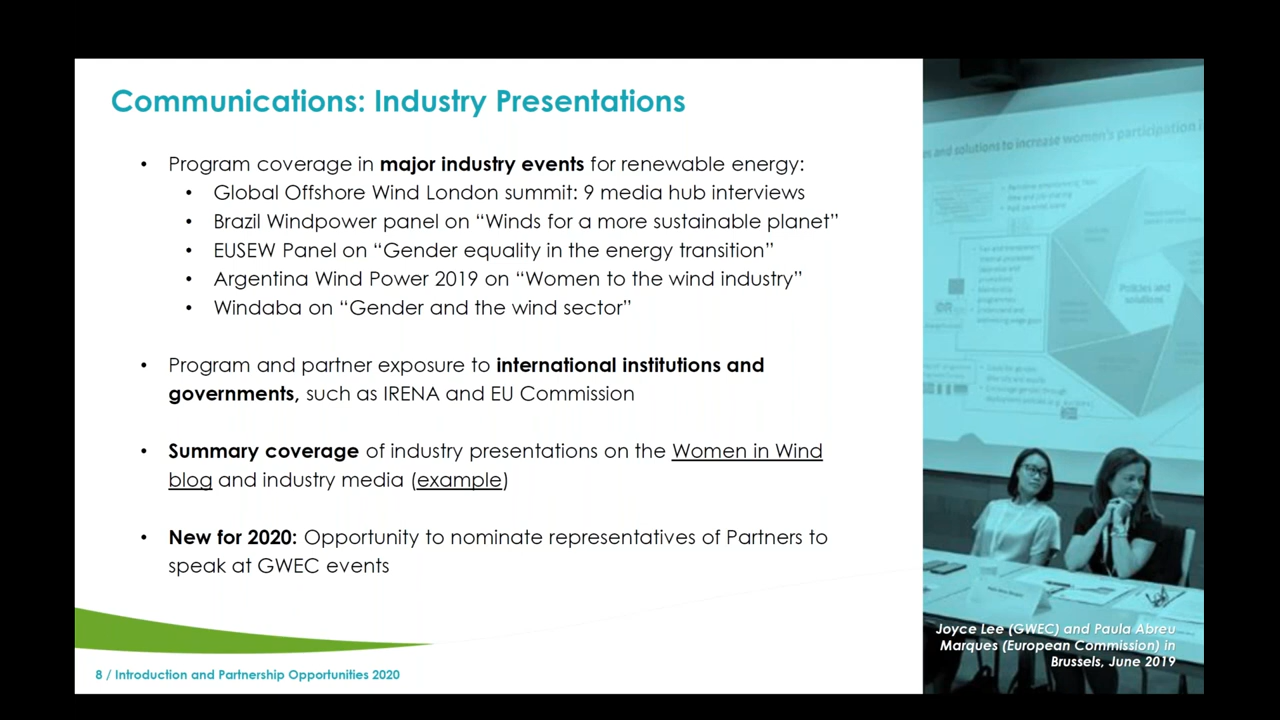 Communications: Industry Presentations
• Program coverage in major industry events for renewable energy:
• Global Offshore Wind London summit: 9 media hub interviews
• Brazil Windpower panel on “Winds for a more sustainable planet”
• EUSEW Panel on “Gender equality in the energy transition”
• Argentina Wind Power 2019 on “Women to the wind industry”
• Windaba on “Gender and the wind sector”
• Program and partner exposure to international institutions and
governments, such as IRENA and EU Commission
• Summary coverage of industry presentations on the Women in Wind
blog and industry media (example)
• New for 2020: Opportunity to nominate representatives of Partners to
speak at GWEC events
8 / Introduction and Partnership Opportunities 2020
and solutions to increase women's participation
Policies and
solutions
Joyce Lee (GWEC) and Paula Abreu
Marques (European Commission) in
Brussels, June 2019